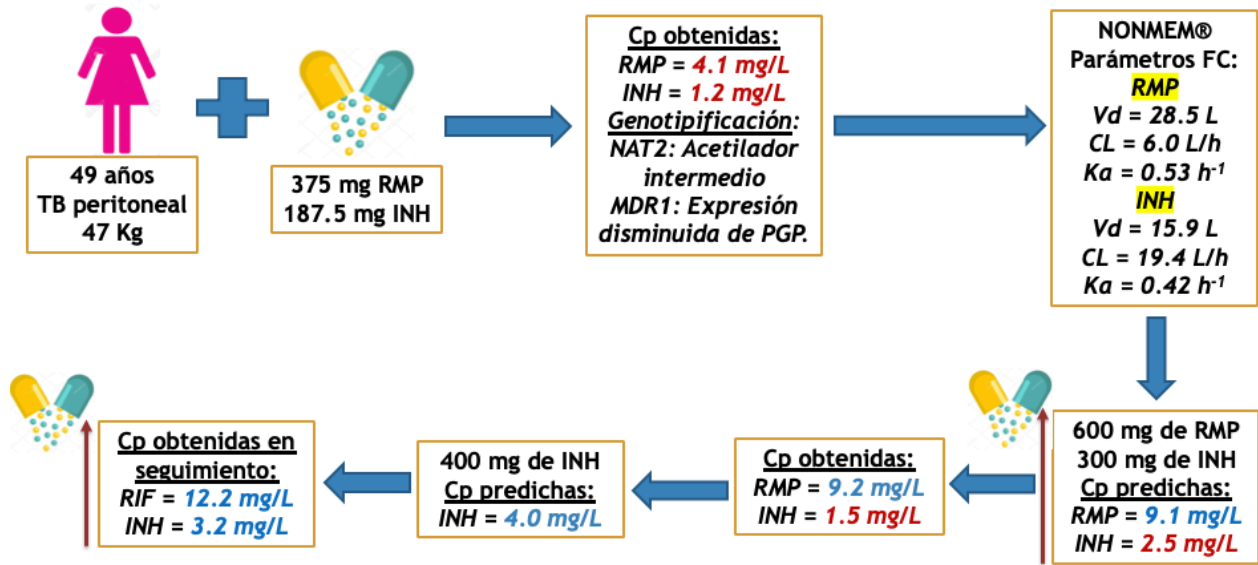 49 años
TB peritoneal
47 Kg
375 mg RMP
187.5 mg INH
Cp obtenidas:
RMP = 4.1 mg/L
INH = 1.2 mg/L
Genotipificación:
NAT2: Acetilador
intermedio
MDR1: Expresión
disminuida de PGP.
NONMEM®
Parámetros FC:
RMP
Vd = 28.5 L
CL = 6.0 L/h
Ka = 0.53 h-1
INH
Vd = 15.9 L
CL = 19.4 L/h
Ka = 0.42 h-1
600 mg de RMP
300 mg de INH
Cp predichas:
RMP = 9.1 mg/L
INH = 2.5 mg/L
Cp obtenidas:
RMP = 9.2 mg/L
INH = 1.5 mg/L
400 mg de INH
Cp predichas:
INH = 4.0 mg/L
Cp obtenidas en
seguimiento:
RIF = 12.2 mg/L
INH = 3.2 mg/L